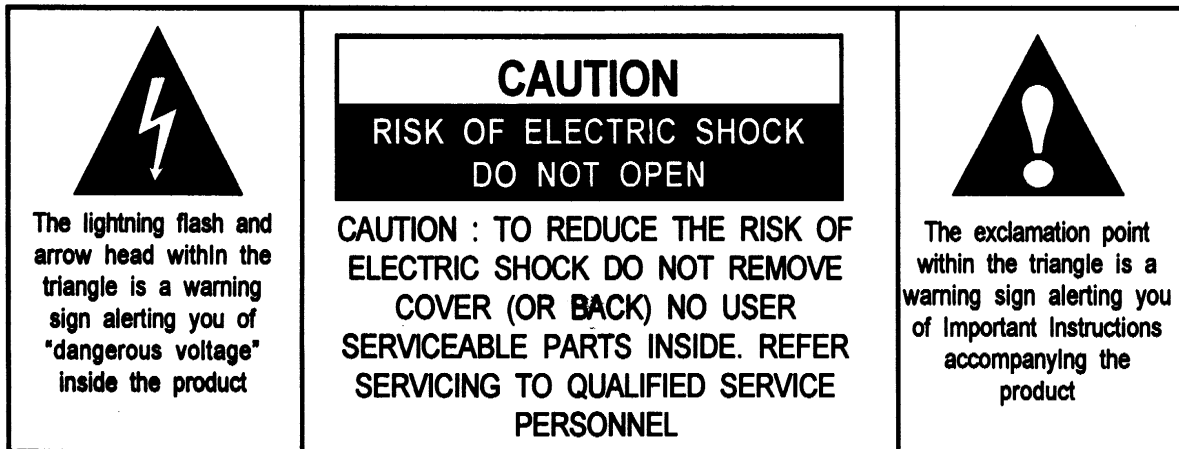 The lightning flash and
arrow head within the
triangle is a warning
sign alerting you of
"dangerous voltage"
inside the product
CAUTION
RISK OF ELECTRIC SHOCK
DO NOT OPEN
CAUTION : TO REDUCE THE RISK OF
ELECTRIC SHOCK DO NOT REMOVE
COVER (OR BACK) NO USER
SERVICEABLE PARTS INSIDE. REFER
SERVICING TO QUALIFIED SERVICE
PERSONNEL
The exclamation point
within the triangle is a
warning sign alerting you
of Important Instructions
accompanying the
product